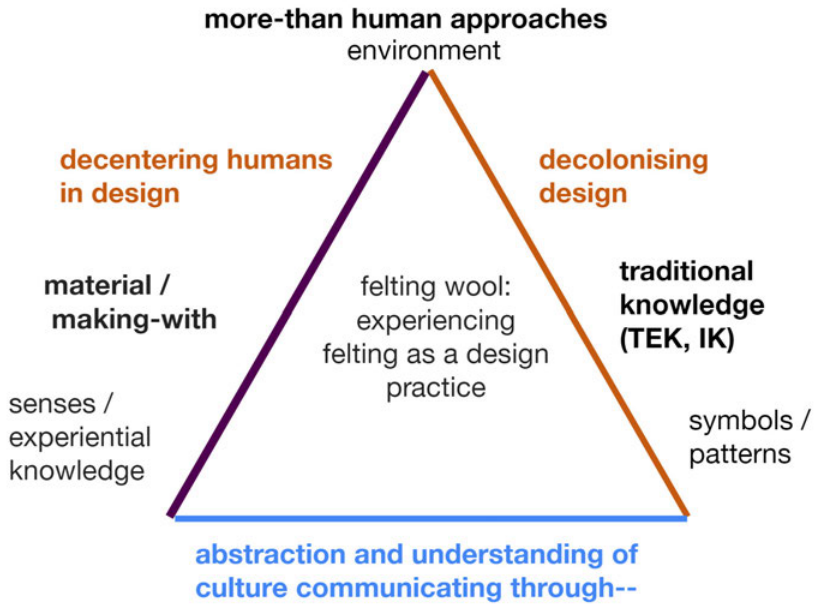 more-than human approaches
environment
decentering humans
in design
decolonising
design
material /
making-with
felting wool:
experiencing
felting as a design
practice
traditional
knowledge
(TEK, IK)
senses /
experiential
knowledge
symbols /
patterns
abstraction and understanding of
culture communicating through--